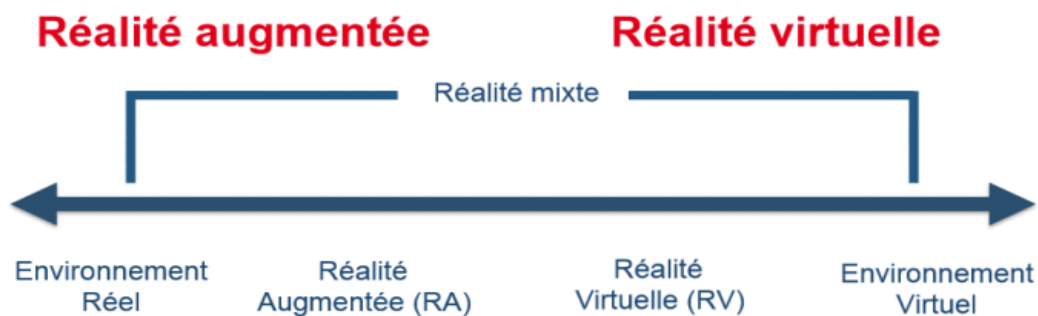 Réalité augmentée
Réalité virtuelle
Réalité mixte
Environnement
Réel
Réalité
Augmentée (RA)
Réalité
Virtuelle (RV)
Environnement
Virtuel